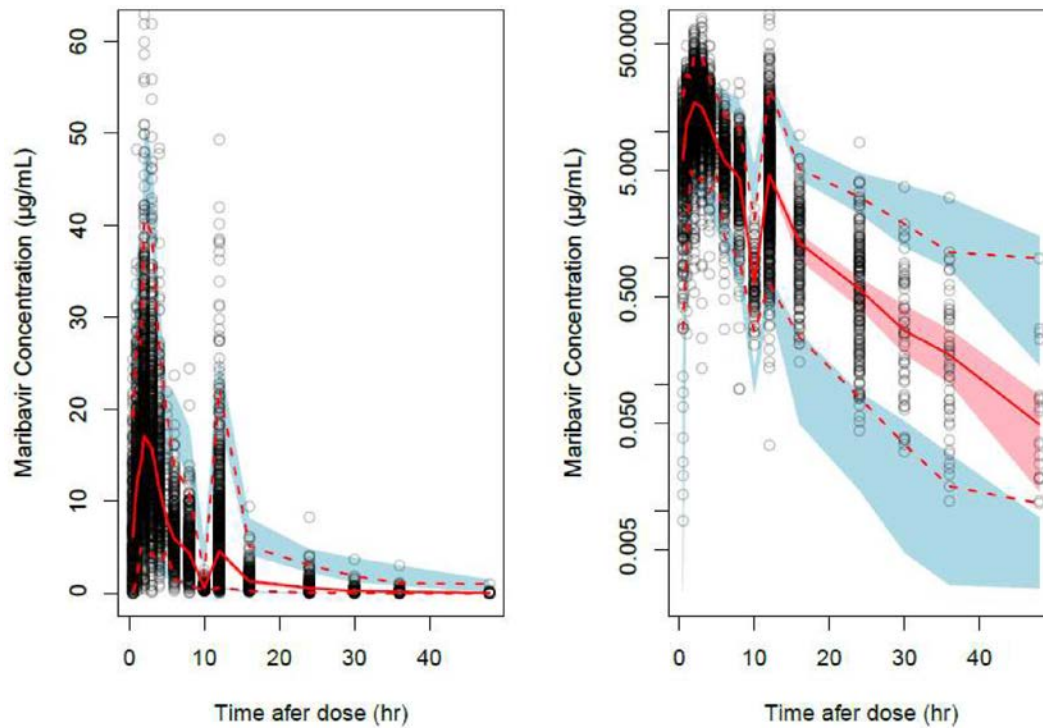 Maribavir Concentration (µg/mL)
60
50
40
30
20
10
0
0 10 20 30 40
Time afer dose (hr)
Maribavir Concentration (µg/mL)
50.000
5.000
0.500
0.050
0.005
0 10 20 30 40
Time afer dose (hr)